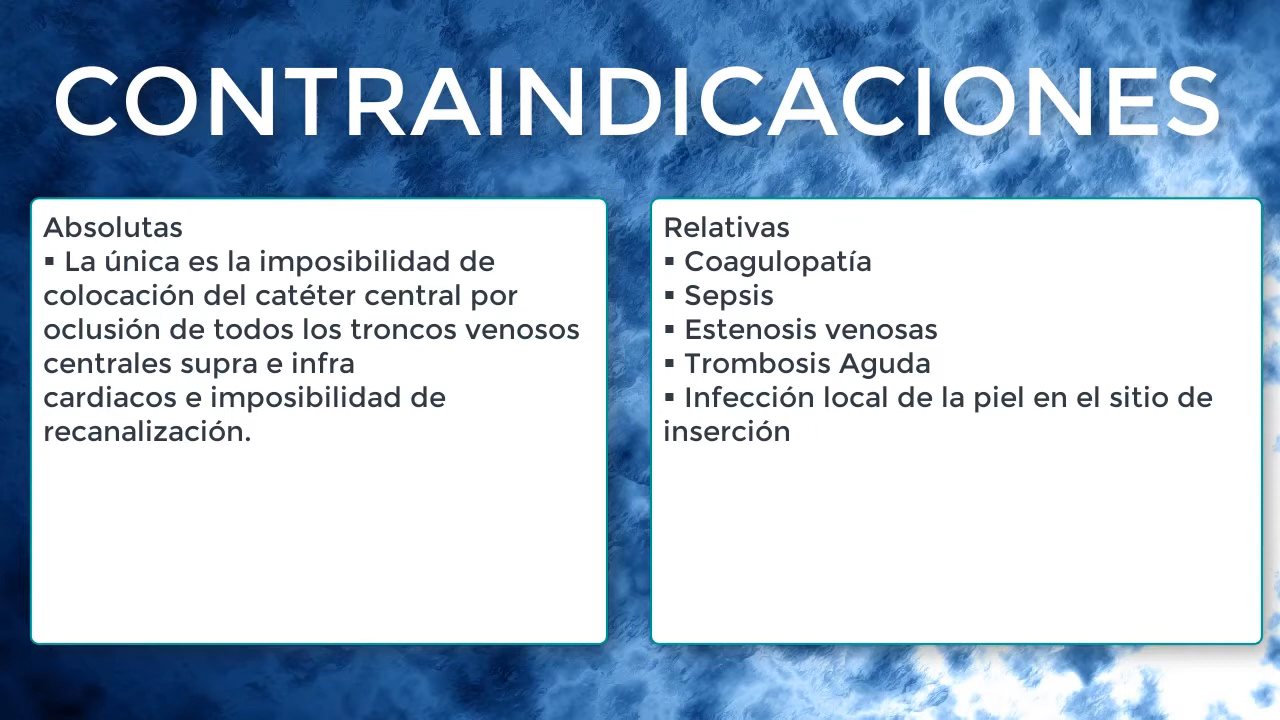 CONTRAINDICACIONES
Absolutas
▪ La única es la imposibilidad de
colocación del catéter central por
oclusión de todos los troncos venosos
centrales supra e infra
cardiacos e imposibilidad de
recanalización.
Relativas
▪ Coagulopatía
▪ Sepsis
▪ Estenosis venosas
▪ Trombosis Aguda
▪ Infección local de la piel en el sitio de
inserción